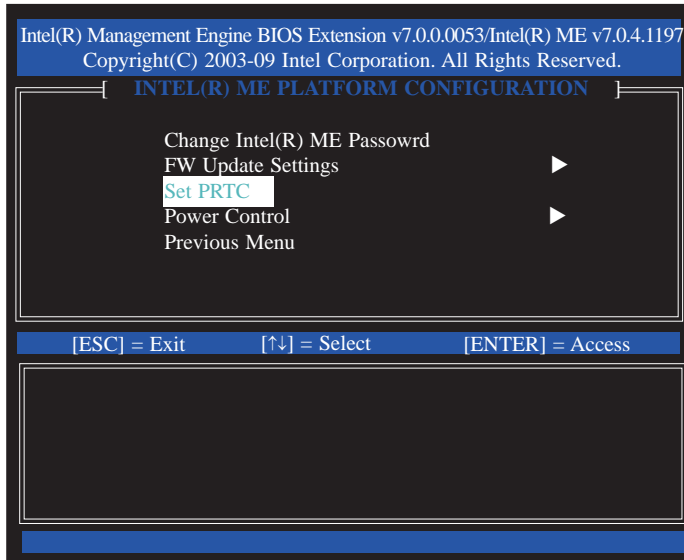 Intel(R) Management Engine BIOS Extension v7.0.0.0053/Intel(R) ME v7.0.4.1197
Copyright(C) 2003-09 Intel Corporation. All Rights Reserved.
[ INTEL(R) ME PLATFORM CONFIGURATION ]
Change Intel(R) ME Passowrd
FW Update Settings ▶
Set PRTC
Power Control ▶
Previous Menu
[ESC] = Exit [↑↓] = Select [ENTER] = Access